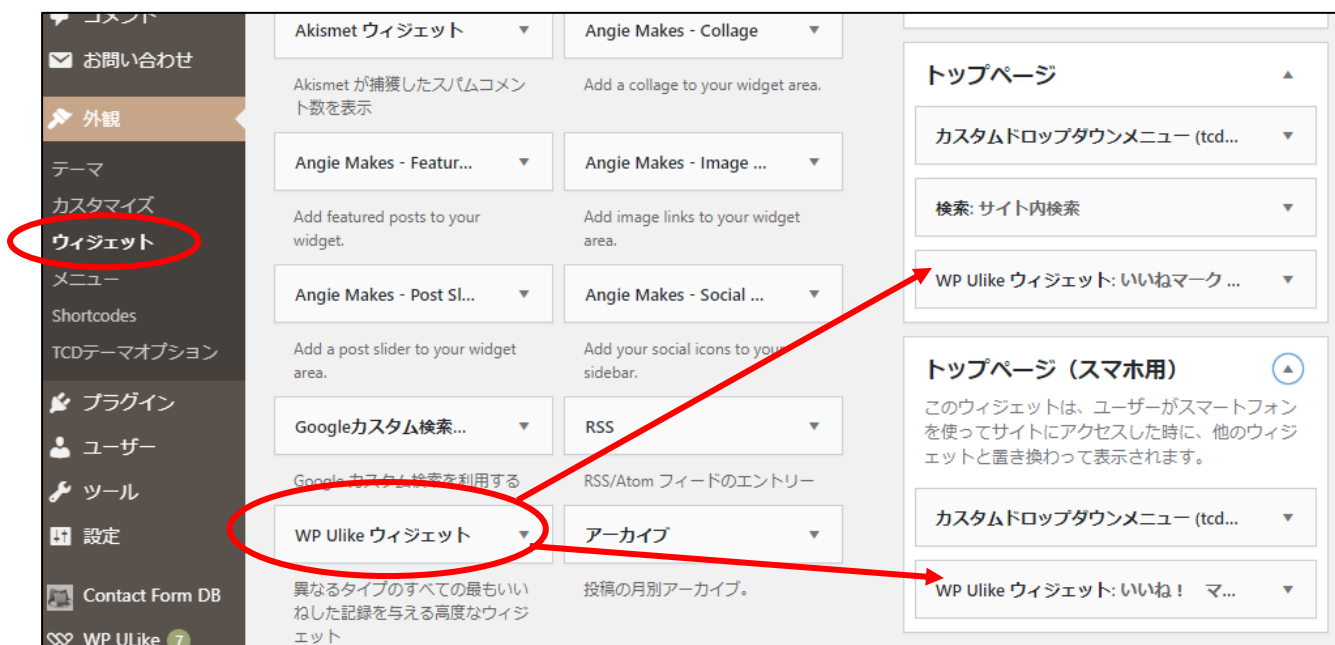 コメント
お問い合わせ
外観
テーマ
カスタマイズ
ウィジェット
メニュー
Shortcodes
TCDテーマオプション
プラグイン
ユーザー
ツール
設定
Contact Form DB
WP ULike 7
Akismet ウィジェット
Akismet が捕獲したスパムコメン
ト数を表示
Angie Makes - Collage
Add a collage to your widget area.
Angie Makes - Featur...
Add featured posts to your
widget.
Angie Makes - Image ...
Add image links to your widget
area.
Angie Makes - Post Sl...
Add a post slider to your widget
area.
Angie Makes - Social ...
Add your social icons to your
sidebar.
Googleカスタム検索...
Google カスタム検索を利用する
RSS
RSS/Atom フィードのエントリー
WP Ulike ウィジェット
異なるタイプのすべての最もいい
ねした記録を与える高度なウィジ
ェット
アーカイブ
投稿の月別アーカイブ。
トップページ
カスタムドロップダウンメニュー (tcd...
検索: サイト内検索
WP Ulike ウィジェット: いいねマーク ...
トップページ（スマホ用）
このウィジェットは、ユーザーがスマートフォン
を使ってサイトにアクセスした時に、他のウィジ
ェットと置き換わって表示されます。
カスタムドロップダウンメニュー (tcd...
WP Ulike ウィジェット: いいね！　マ...